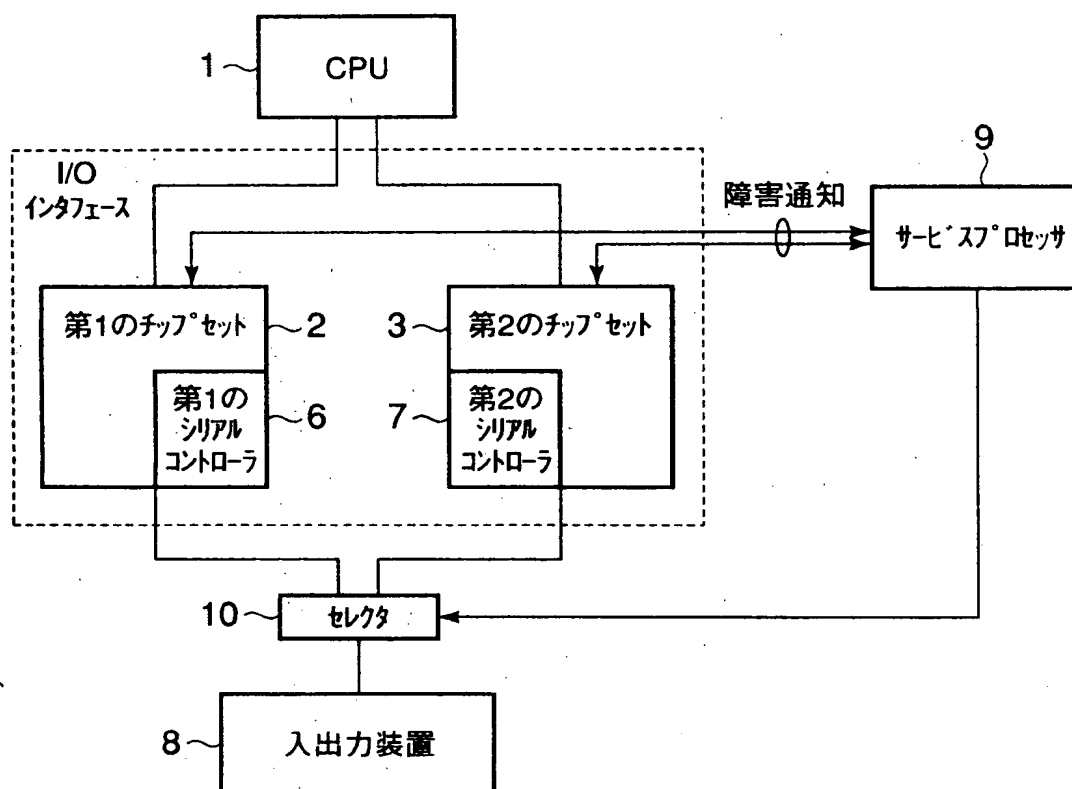 1
CPU
I/O
インタフェース
障害通知
9
サービスプロセッサ
第1のチップセット
2
3
第2のチップセット
第1の
シリアル
コントローラ
6
7
第2の
シリアル
コントローラ
10
セレクタ
8
入出力装置